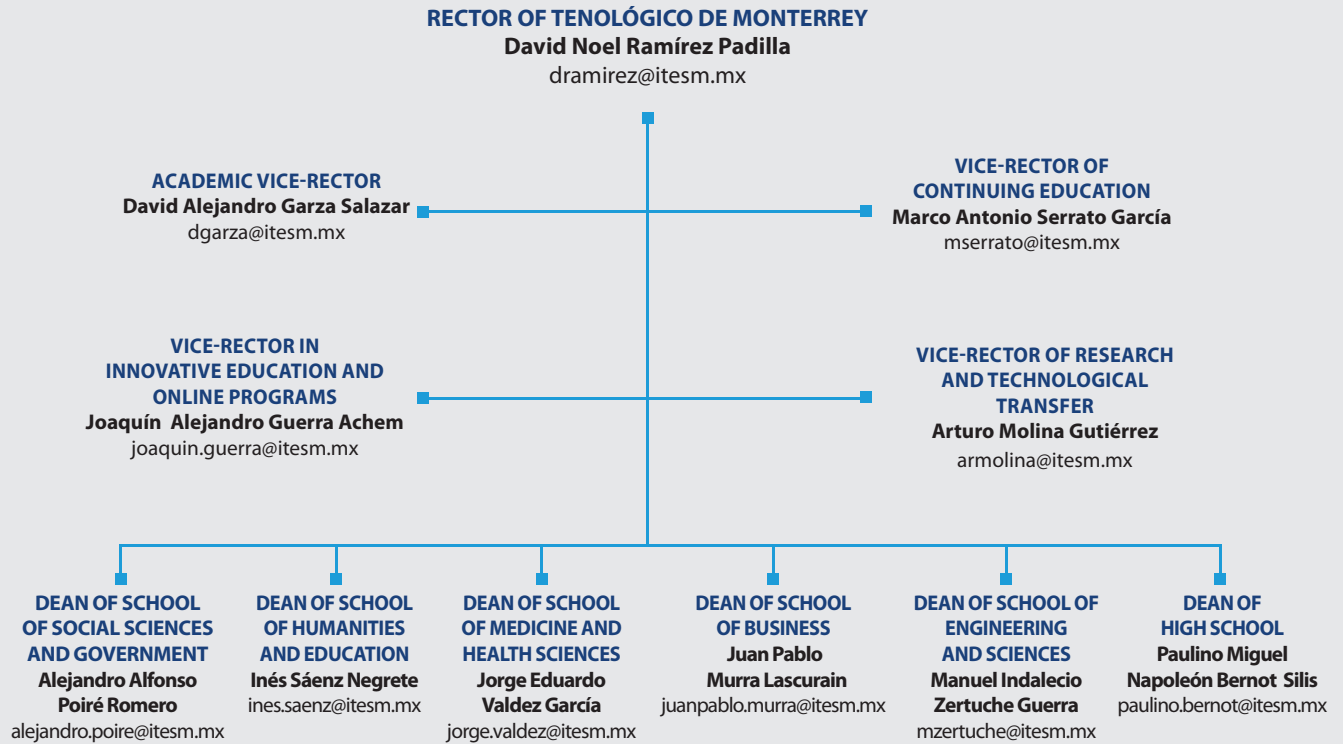 RECTOR OF TENOLÓGICO DE MONTERREY
David Noel Ramírez Padilla
dramirez@itesm.mx
ACADEMIC VICE-RECTOR
David Alejandro Garza Salazar
dgarza@itesm.mx
VICE-RECTOR OF
CONTINUING EDUCATION
Marco Antonio Serrato García
mserrato@itesm.mx
VICE-RECTOR IN
INNOVATIVE EDUCATION AND
ONLINE PROGRAMS
Joaquín Alejandro Guerra Achem
joaquin.guerra@itesm.mx
VICE-RECTOR OF RESEARCH
AND TECHNOLOGICAL
TRANSFER
Arturo Molina Gutiérrez
armolina@itesm.mx
DEAN OF SCHOOL
OF SOCIAL SCIENCES
AND GOVERNMENT
Alejandro Alfonso
Poiré Romero
alejandro.poire@itesm.mx
DEAN OF SCHOOL
OF HUMANITIES
AND EDUCATION
Inés Sáenz Negrete
ines.saenz@itesm.mx
DEAN OF SCHOOL
OF MEDICINE AND
HEALTH SCIENCES
Jorge Eduardo
Valdez García
jorge.valdez@itesm.mx
DEAN OF SCHOOL
OF BUSINESS
Juan Pablo
Murra Lascurain
juanpablo.murra@itesm.mx
DEAN OF SCHOOL OF
ENGINEERING
AND SCIENCES
Manuel Indalecio
Zertuche Guerra
mzertuche@itesm.mx
DEAN OF
HIGH SCHOOL
Paulino Miguel
Napoleón Bernot Silis
paulino.bernot@itesm.mx